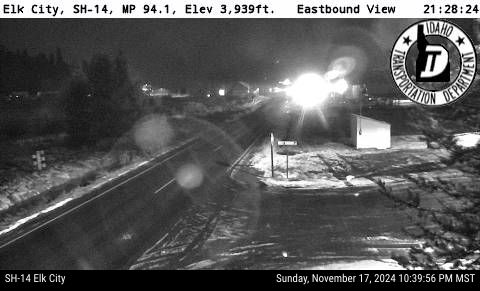 Elk City, SH-14, MP 94.1, Elev 3,939ft. Eastbound View 21:28:24
IDAHO
TRANSPORTATION DEPARTMENT
SH-14 Elk City Sunday, November 17, 2024 10:39:56 PM MST